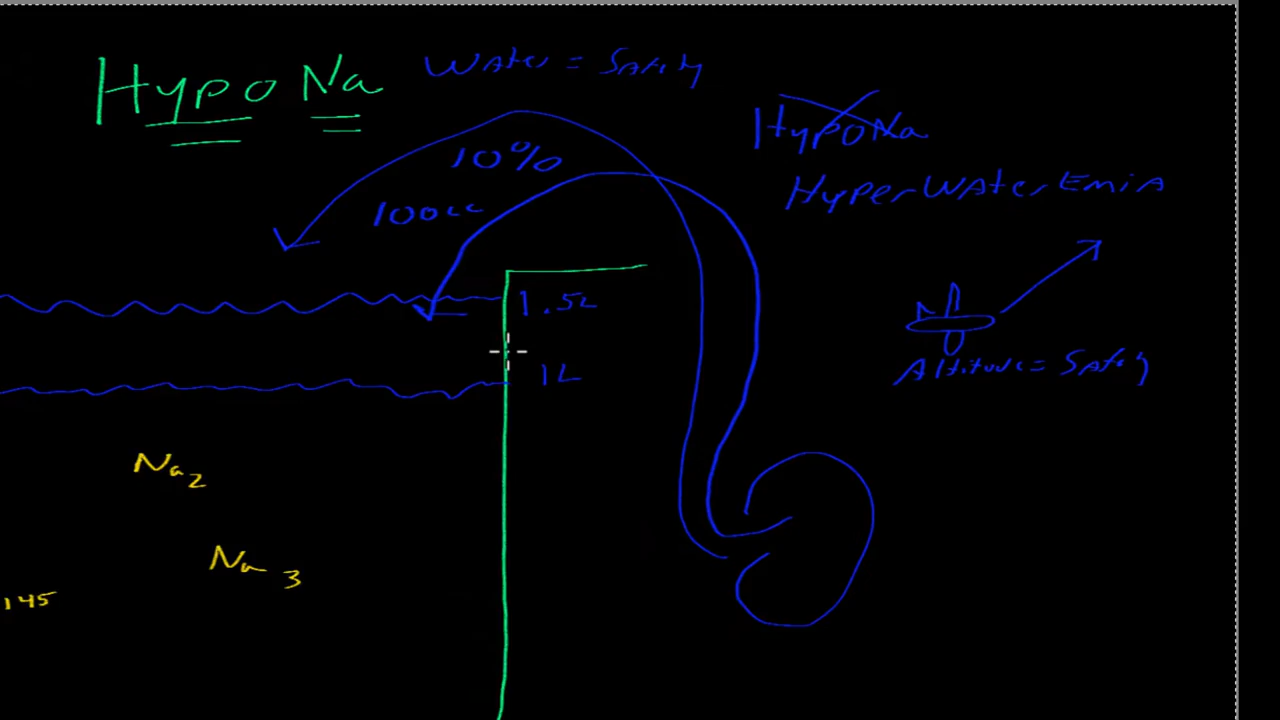 HypoNa
Water = Safety
HypoNa
HyperWaterEmia
10%
100cc
1.5L
1L
Altitude = Safety
Na2
Na3
145